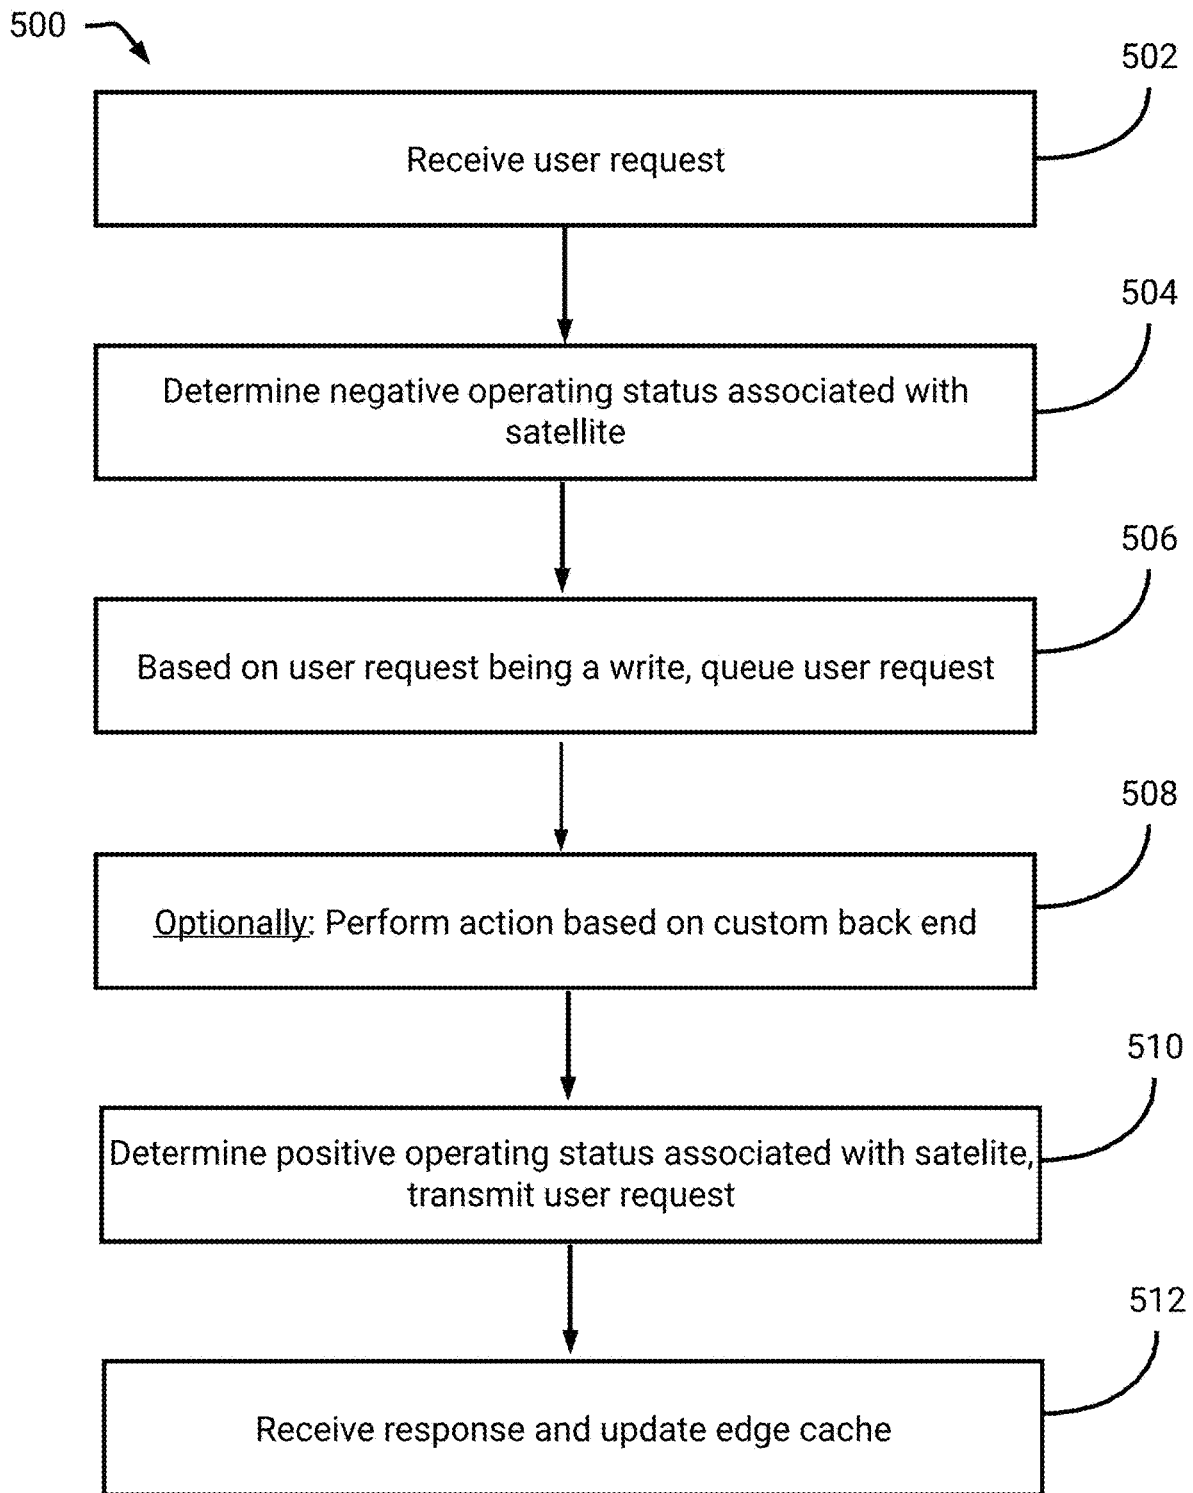 500
502
Receive user request
504
Determine negative operating status associated with
satellite
506
Based on user request being a write, queue user request
508
Optionally: Perform action based on custom back end
510
Determine positive operating status associated with satelite,
transmit user request
512
Receive response and update edge cache